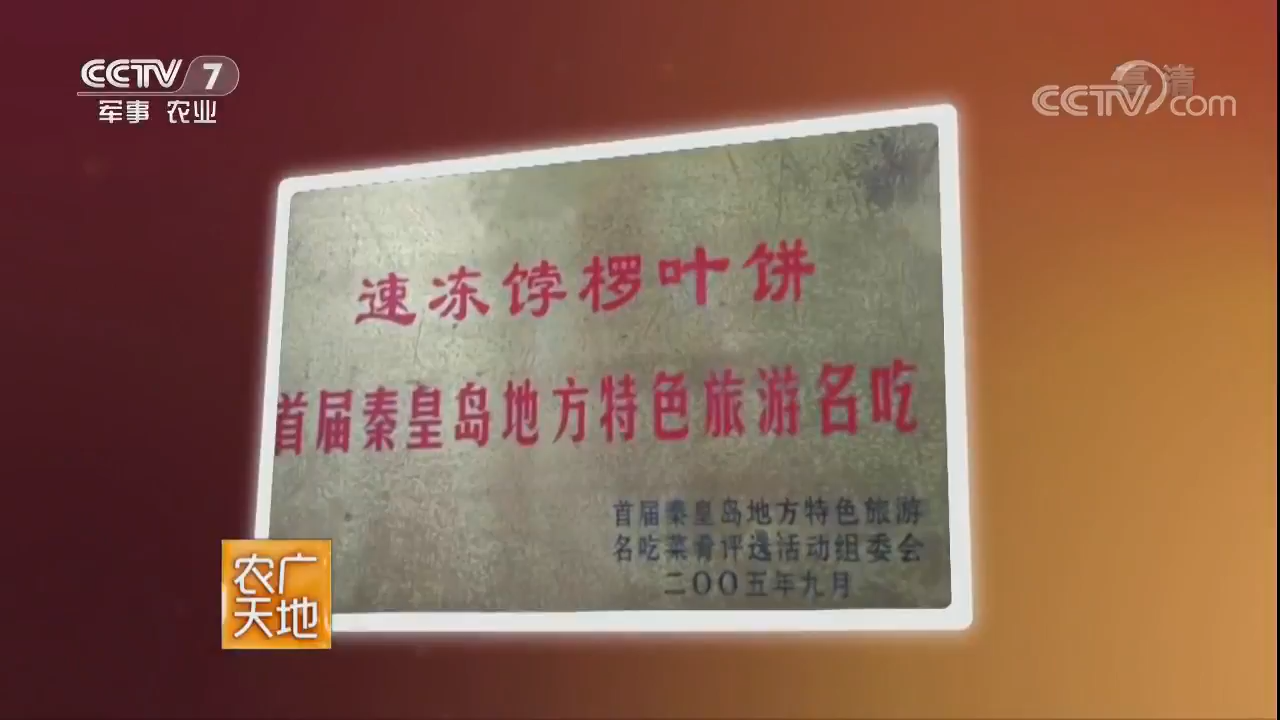 CCTV 7
军事 农业
高清
CCTV com
速冻饽椤叶饼
首届秦皇岛地方特色旅游名吃
首届秦皇岛地方特色旅游
名吃菜肴评选活动组委会
二〇〇五年九月
农广
天地